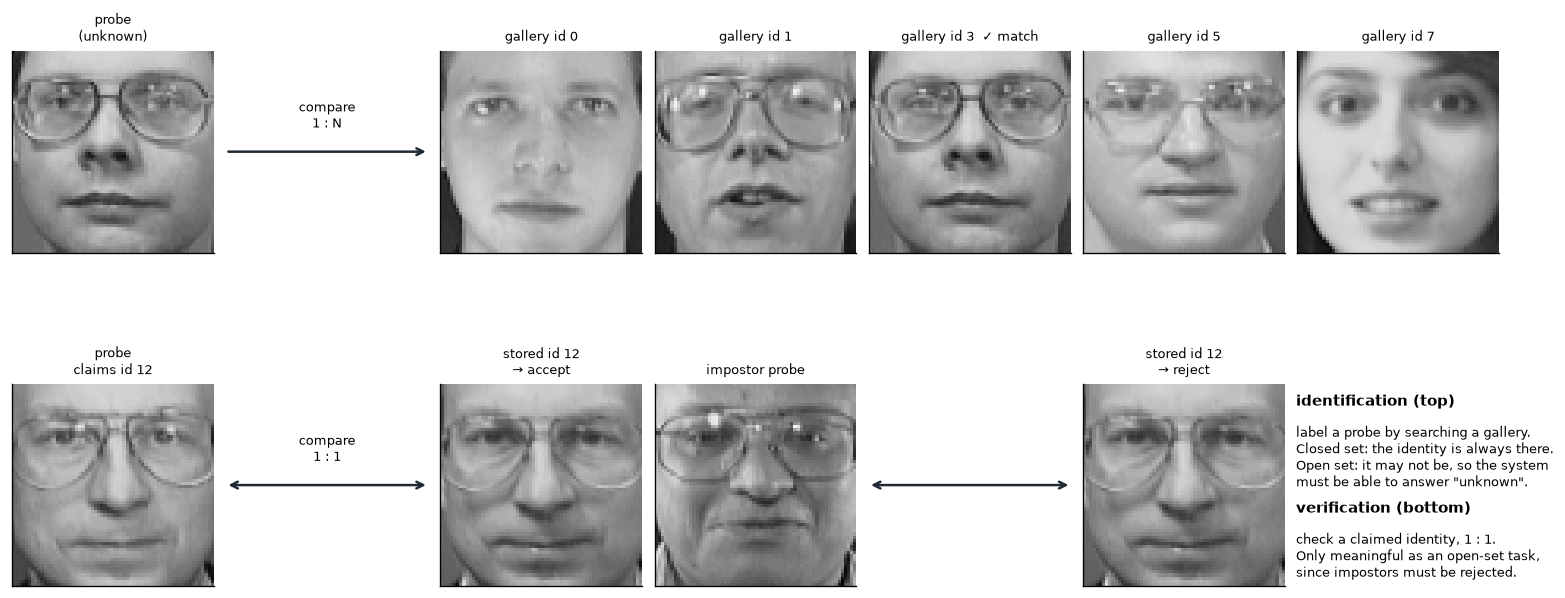 probe
(unknown)
compare
1 : N
gallery id 0
gallery id 1
gallery id 3 ✓ match
gallery id 5
gallery id 7
probe
claims id 12
compare
1 : 1
stored id 12
→ accept
impostor probe
stored id 12
→ reject
identification (top)
label a probe by searching a gallery.
Closed set: the identity is always there.
Open set: it may not be, so the system
must be able to answer "unknown".
verification (bottom)
check a claimed identity, 1 : 1.
Only meaningful as an open-set task,
since impostors must be rejected.